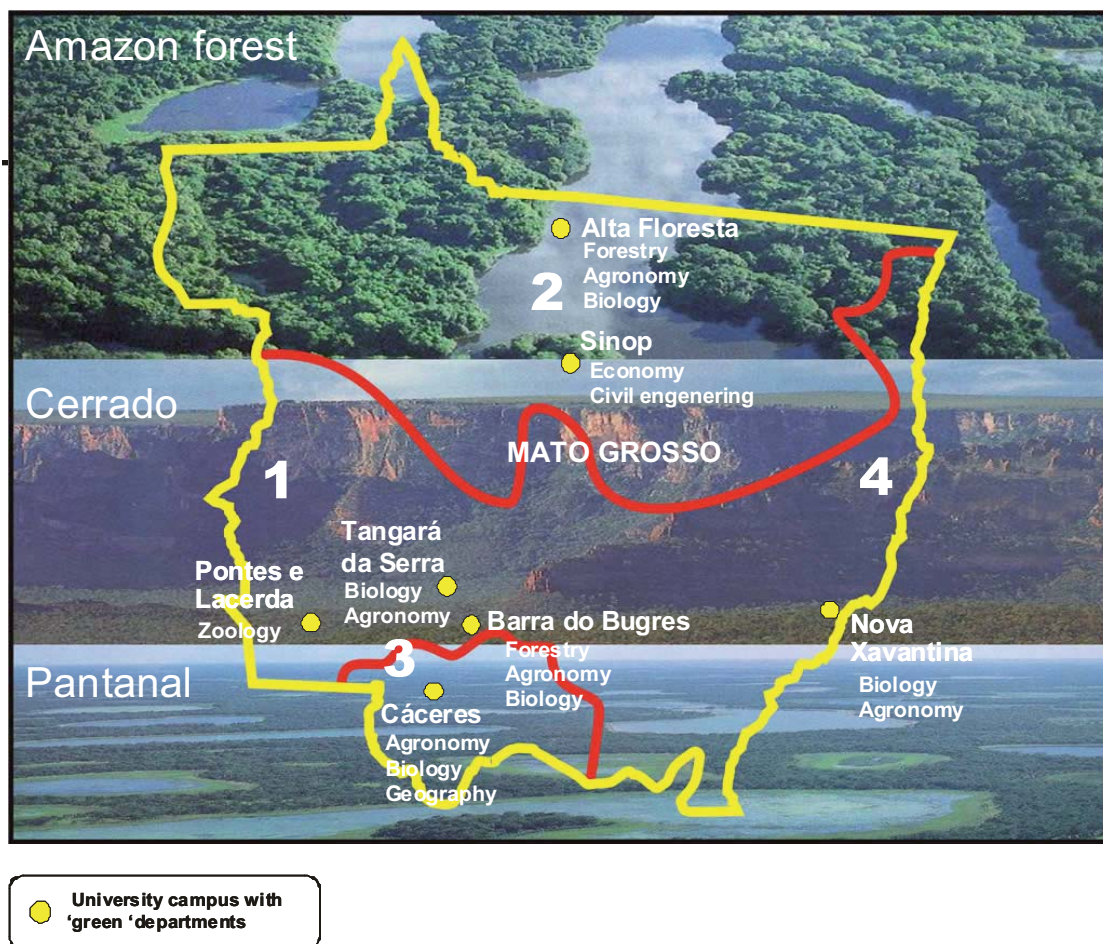 Amazon forest
Alta Floresta
Forestry
Agronomy
2
Biology
Sinop
Economy
Civil engenering
Cerrado
MATO GROSSO
1
4
Tangará
da Serra
Biology
Agronomy
Pontes e
Lacerda
Zoology
Barra do Bugres
Forestry
Agronomy
Biology
Nova
Xavantina
Biology
Agronomy
3
Pantanal
Cáceres
Agronomy
Biology
Geography
University campus with
‘green ‘departments